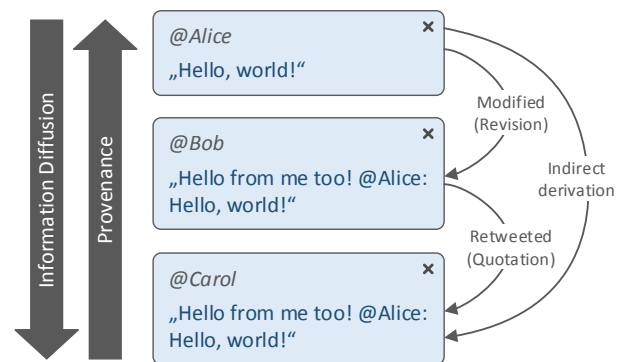 Information Diffusion
Provenance
@Alice
×
„Hello, world!“
@Bob
×
„Hello from me too! @Alice:
Hello, world!“
@Carol
×
„Hello from me too! @Alice:
Hello, world!“
Modified
(Revision)
Retweeted
(Quotation)
Indirect
derivation